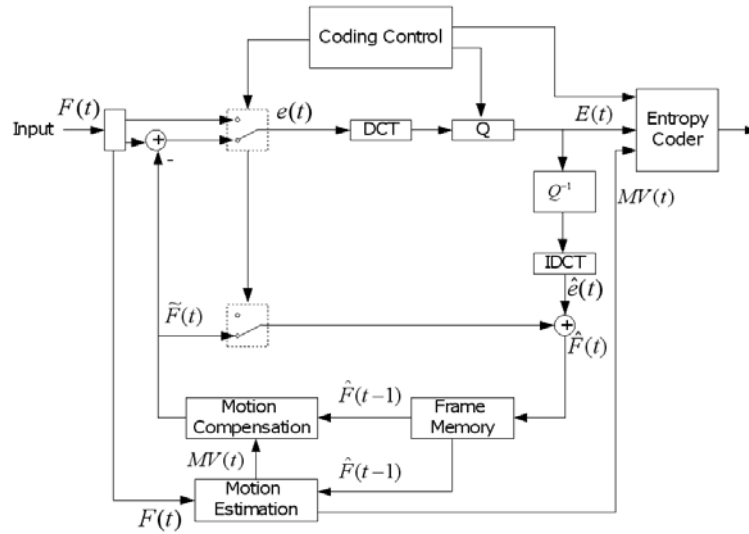 Coding Control
F(t)
e(t)
E(t)
Input
DCT
Q
Entropy
Coder
+
-
MV(t)
Q⁻¹
IDCT
ê(t)
F̃(t)
+
F̂(t)
F̂(t−1)
Motion
Compensation
Frame
Memory
MV(t)
F̂(t−1)
F(t)
Motion
Estimation